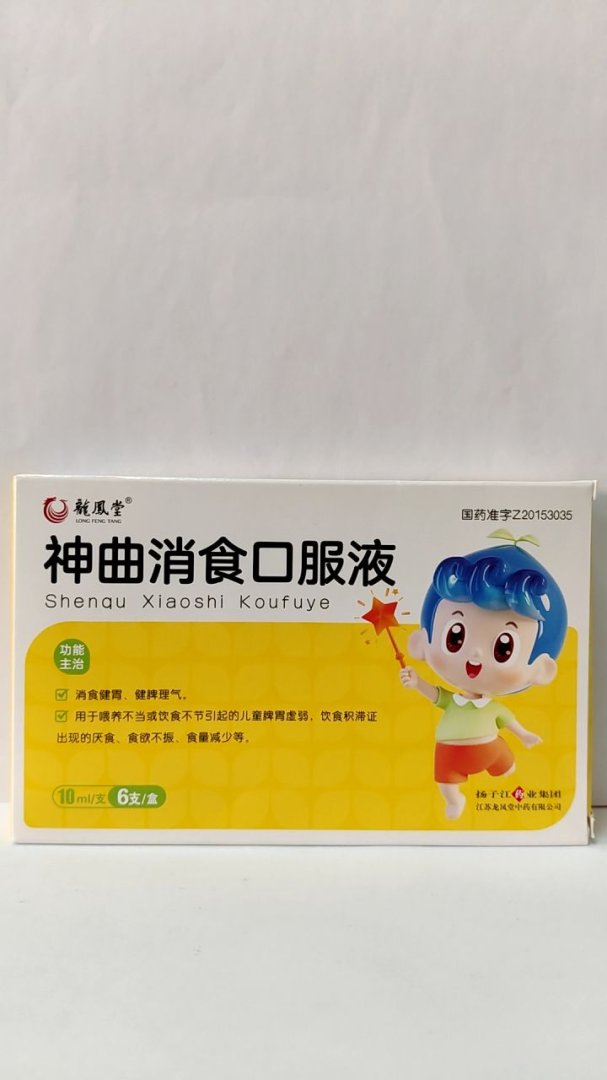 龍鳳堂®
LONG FENG TANG
国药准字Z20153035
神曲消食口服液
Shenqu Xiaoshi Koufuye
功能
主治
消食健胃、健脾理气。
用于喂养不当或饮食不节引起的儿童脾胃虚弱,饮食积滞证
出现的厌食、食欲不振、食量减少等。
10ml/支 6支/盒
扬子江药业集团
江苏龙凤堂中药有限公司